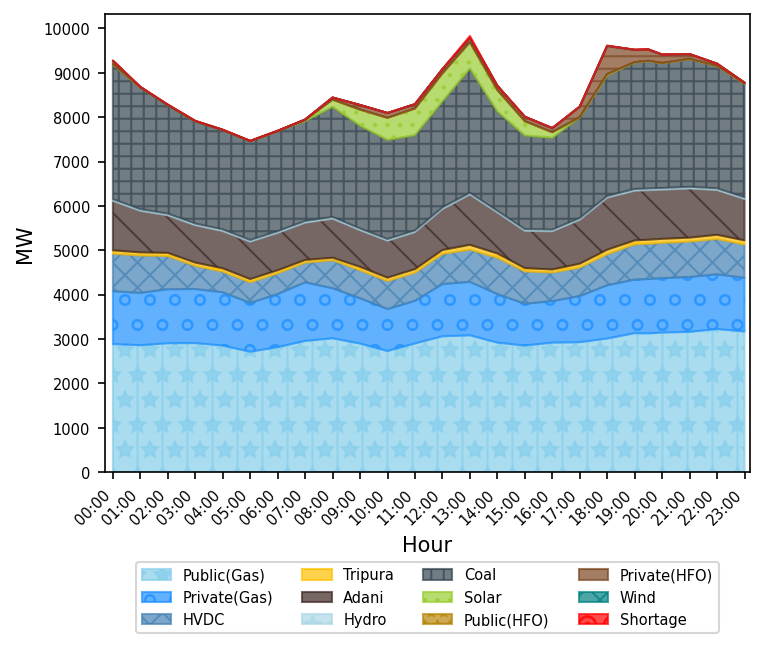 10000
9000
8000
7000
6000
5000
4000
3000
2000
1000
0
MW
00:00
01:00
02:00
03:00
04:00
05:00
06:00
07:00
08:00
09:00
10:00
11:00
12:00
13:00
14:00
15:00
16:00
17:00
18:00
19:00
20:00
21:00
22:00
23:00
Hour
Public(Gas)
Private(Gas)
HVDC
Tripura
Adani
Hydro
Coal
Solar
Public(HFO)
Private(HFO)
Wind
Shortage